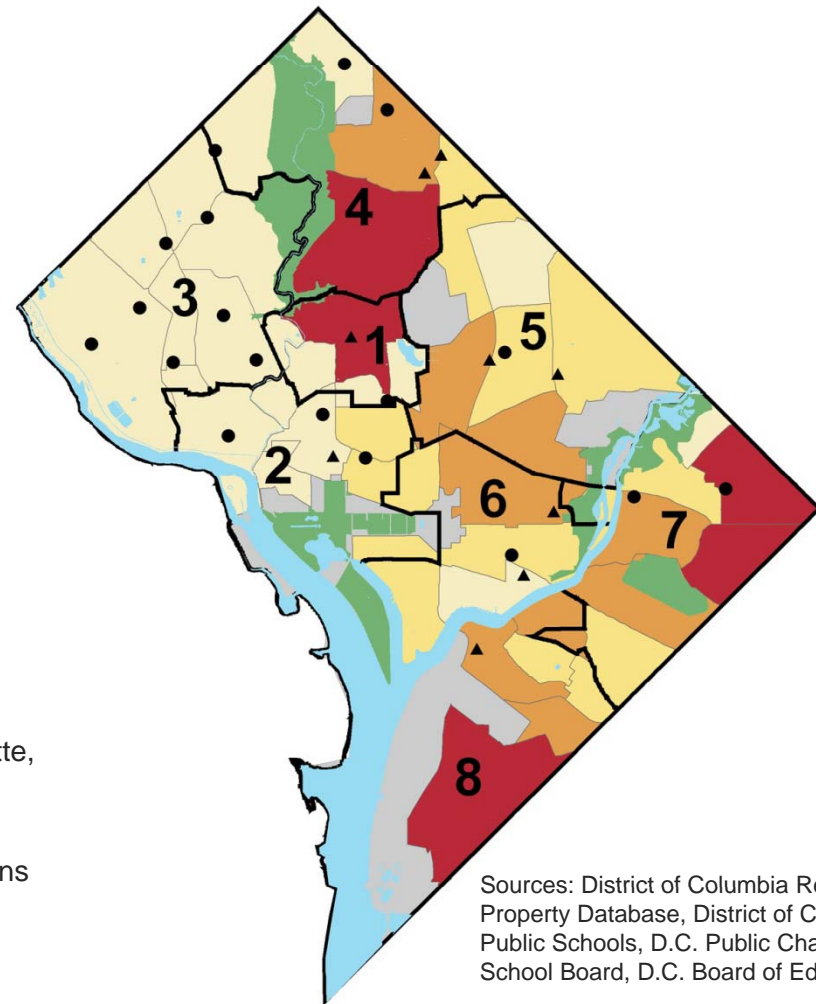 4
3
1
5
2
6
7
8
ns
Sources: District of Columbia Re
Property Database, District of C
Public Schools, D.C. Public Cha
School Board, D.C. Board of Ed